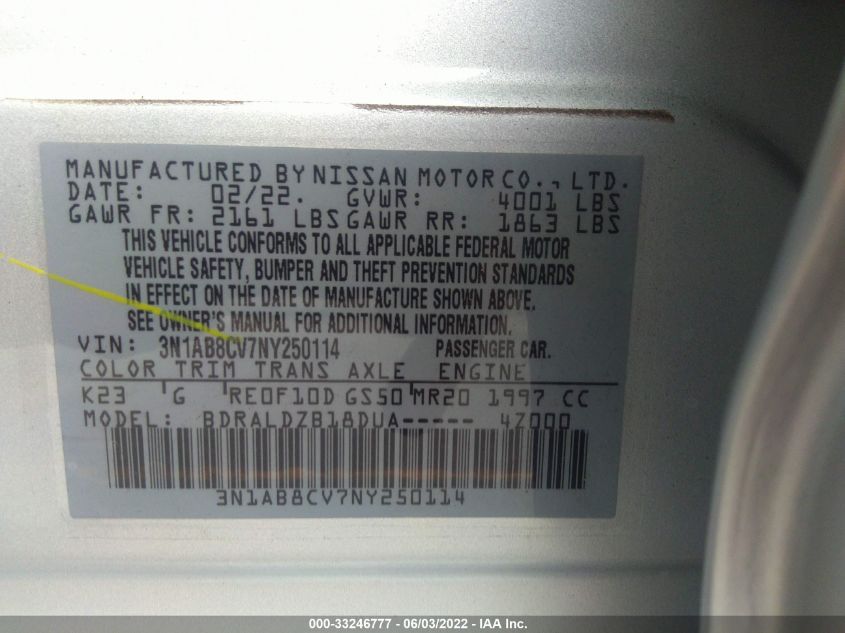 MANUFACTURED BY NISSAN MOTOR CO., LTD.
DATE: 02/22. GVWR: 4001 LBS
GAWR FR: 2161 LBS GAWR RR: 1863 LBS
THIS VEHICLE CONFORMS TO ALL APPLICABLE FEDERAL MOTOR
VEHICLE SAFETY, BUMPER AND THEFT PREVENTION STANDARDS
IN EFFECT ON THE DATE OF MANUFACTURE SHOWN ABOVE.
SEE OWNER'S MANUAL FOR ADDITIONAL INFORMATION.
VIN: 3N1AB8CV7NY250114 PASSENGER CAR.
COLOR TRIM TRANS AXLE ENGINE
K23 G RE0F10D GS50 MR20 1997 CC
MODEL: BDRALDZB18DUA----- 4Z000
3N1AB8CV7NY250114
000-33246777 - 06/03/2022 - IAA Inc.